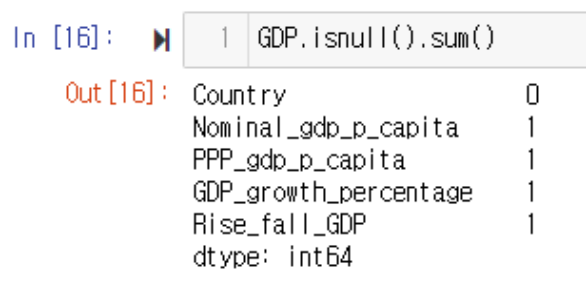 In [16]: 1 GDP.isnull().sum()
Out[16]: Country 0
Nominal_gdp_p_capita 1
PPP_gdp_p_capita 1
GDP_growth_percentage 1
Rise_fall_GDP 1
dtype: int64